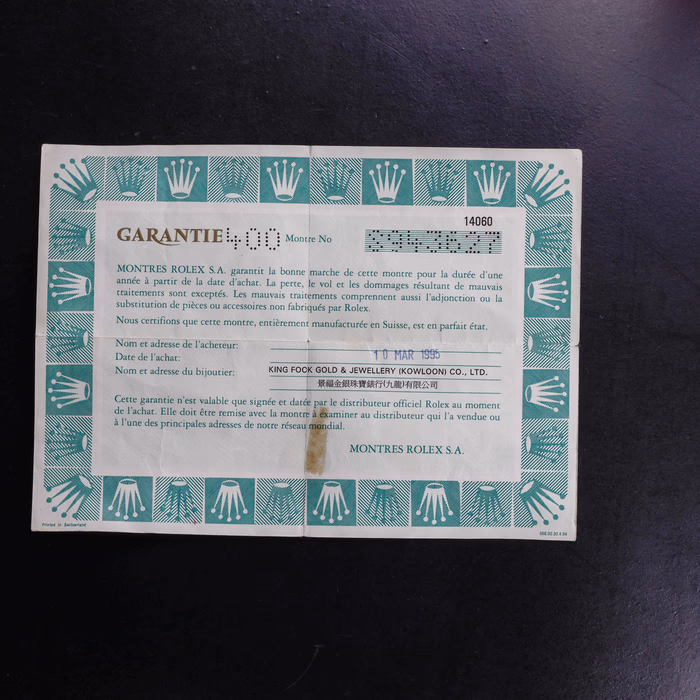 14060
GARANTIE 400 Montre No
MONTRES ROLEX S.A. garantit la bonne marche de cette montre pour la durée d'une
année à partir de la date d'achat. La perte, le vol et les dommages résultant de mauvais
traitements sont exceptés. Les mauvais traitements comprennent aussi l'adjonction ou la
substitution de pièces ou accessoires non fabriqués par Rolex.
Nous certifions que cette montre, entièrement manufacturée en Suisse, est en parfait état.
Nom et adresse de l'acheteur:
Date de l'achat: 10 MAR 1995
Nom et adresse du bijoutier: KING FOOK GOLD & JEWELLERY (KOWLOON) CO., LTD.
景福金銀珠寶錶行(九龍)有限公司
Cette garantie n'est valable que signée et datée par le distributeur officiel Rolex au moment
de l'achat. Elle doit être remise avec la montre à examiner au distributeur qui l'a vendue ou
à l'une des principales adresses de notre réseau mondial.
MONTRES ROLEX S.A.
Printed in Switzerland